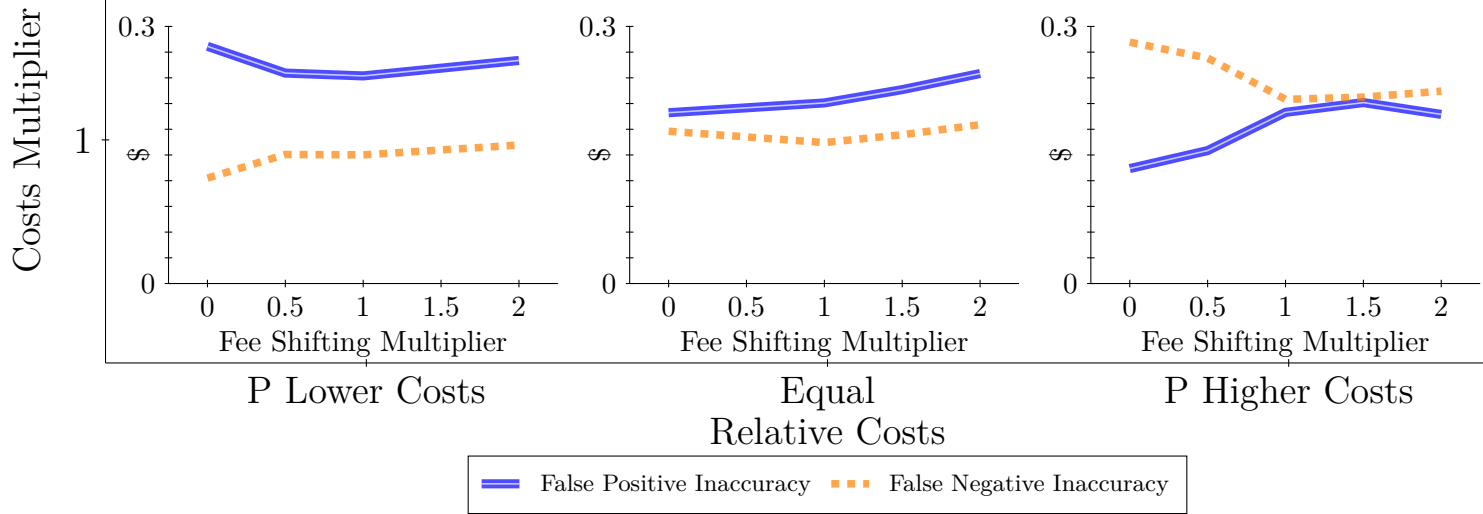 Costs Multiplier
1
0.3
$
0
0 0.5 1 1.5 2
Fee Shifting Multiplier
0.3
$
0
0 0.5 1 1.5 2
Fee Shifting Multiplier
0.3
$
0
0 0.5 1 1.5 2
Fee Shifting Multiplier
P Lower Costs
Equal
P Higher Costs
Relative Costs
False Positive Inaccuracy
False Negative Inaccuracy